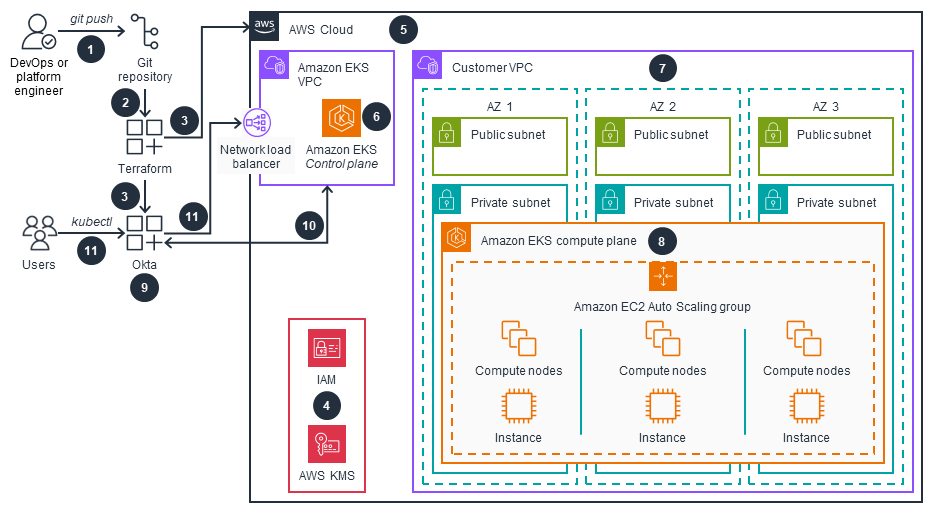 git push
1
DevOps or
platform
engineer
Git
repository
2
3
Terraform
3
kubectl
11
Users
Okta
9
11
10
aws
AWS Cloud
5
Amazon EKS
VPC
6
Network load
balancer
Amazon EKS
Control plane
IAM
4
AWS KMS
Customer VPC
7
AZ 1
AZ 2
AZ 3
Public subnet
Public subnet
Public subnet
Private subnet
Private subnet
Private subnet
Amazon EKS compute plane
8
Amazon EC2 Auto Scaling group
Compute nodes
Compute nodes
Compute nodes
Instance
Instance
Instance